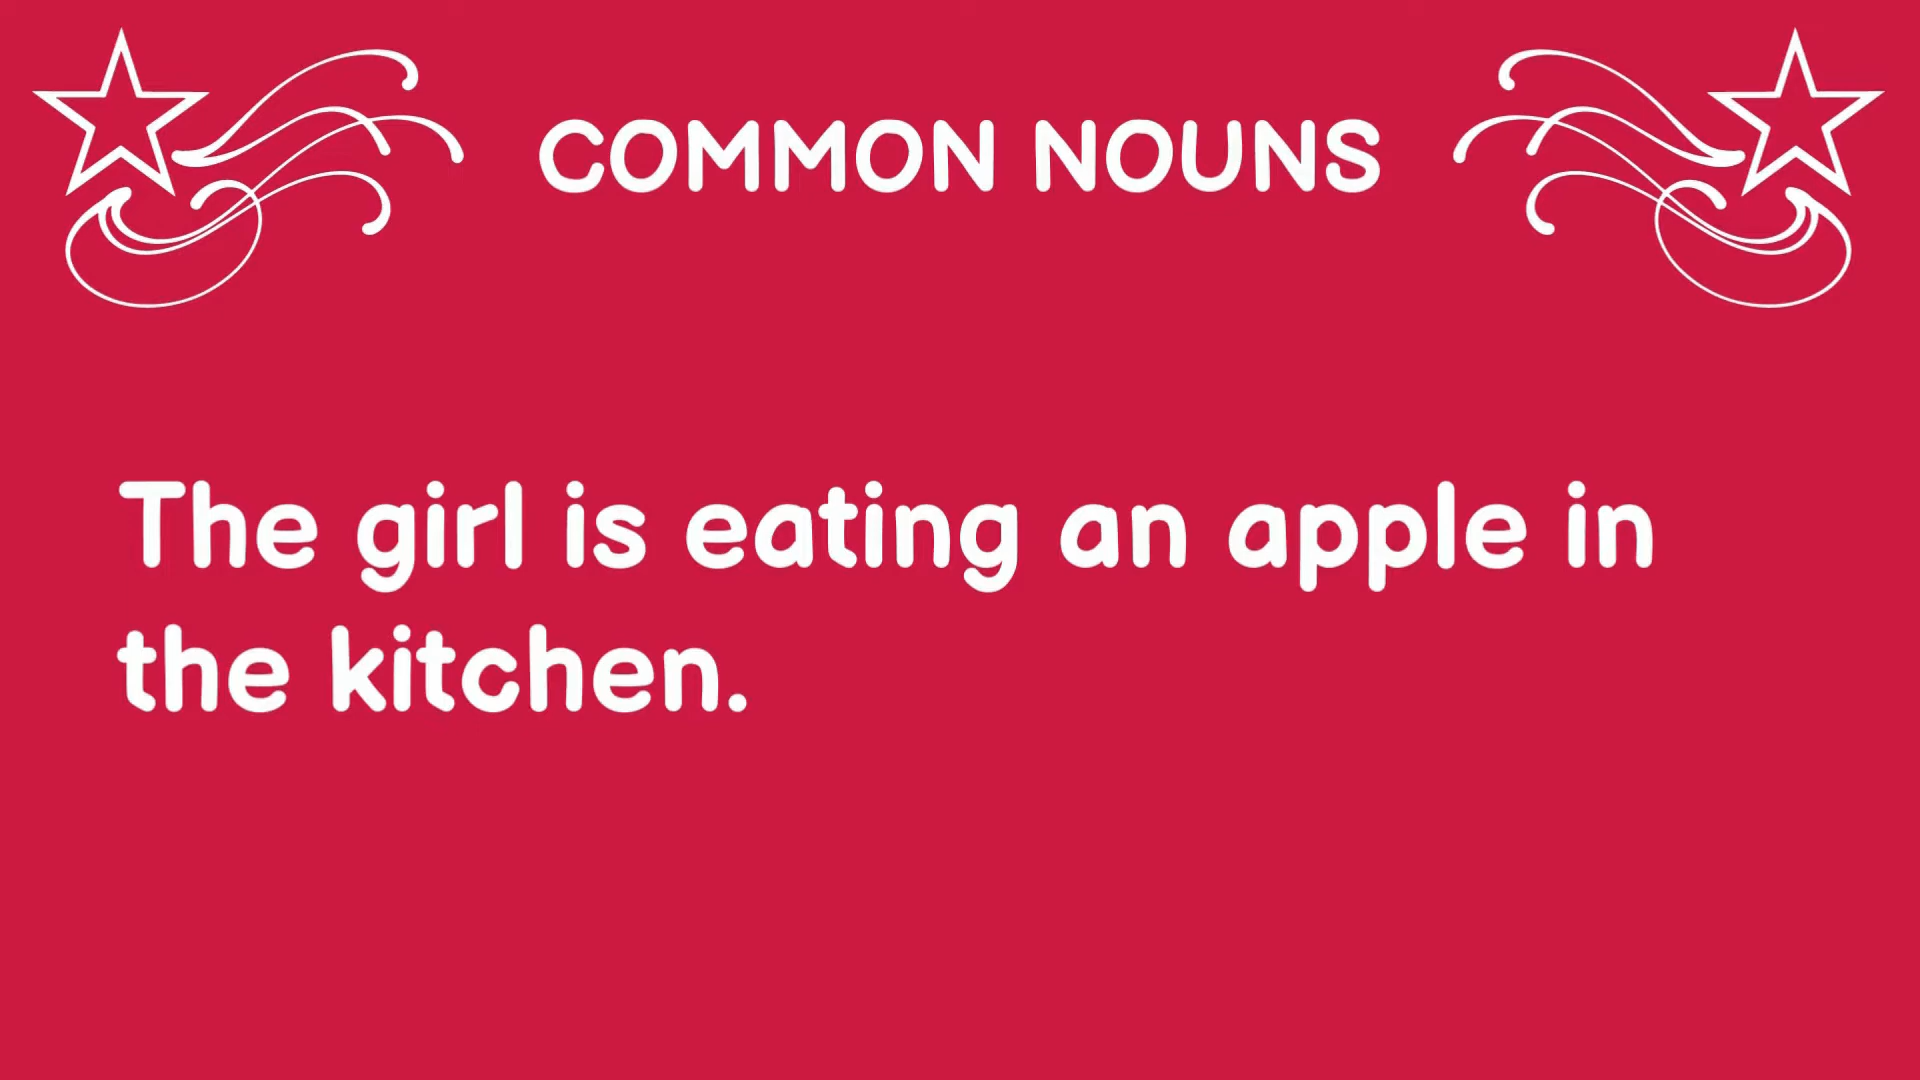 COMMON NOUNS
The girl is eating an apple in
the kitchen.